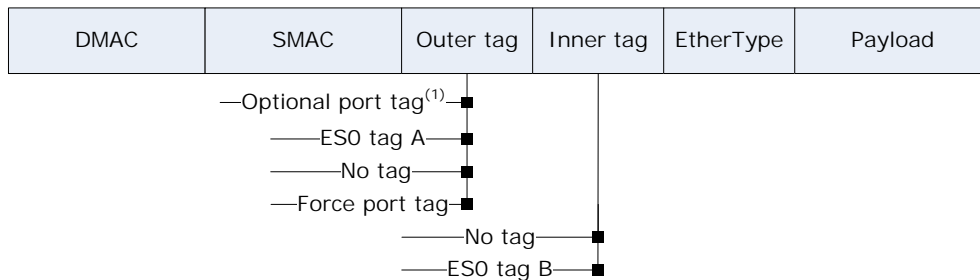 DMAC SMAC Outer tag Inner tag EtherType Payload
Optional port tag(1)
ES0 tag A
No tag
Force port tag
No tag
ES0 tag B